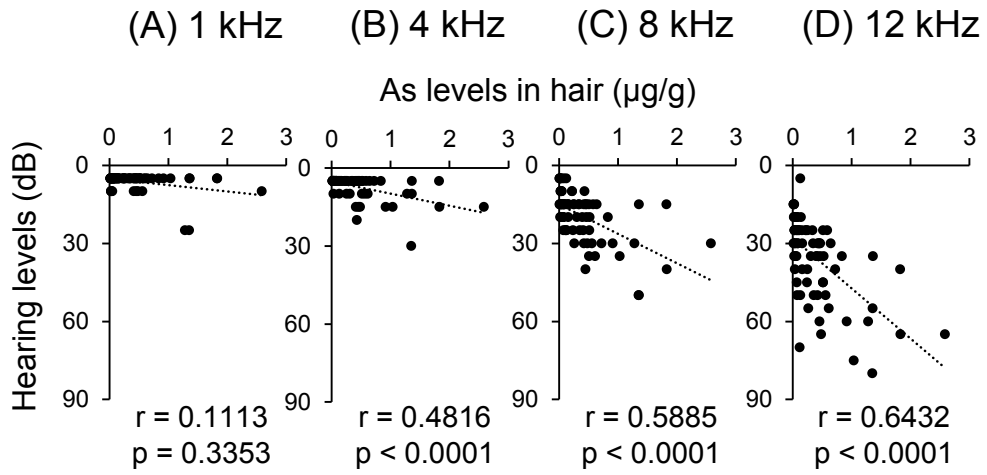 (A) 1 kHz (B) 4 kHz (C) 8 kHz (D) 12 kHz
As levels in hair (µg/g)
0 1 2 3 0 1 2 3 0 1 2 3 0 1 2 3
Hearing levels (dB)
0 0 0 0
30 30 30 30
60 60 60 60
90 90 90 90
r = 0.1113 r = 0.4816 r = 0.5885 r = 0.6432
p = 0.3353 p < 0.0001 p < 0.0001 p < 0.0001